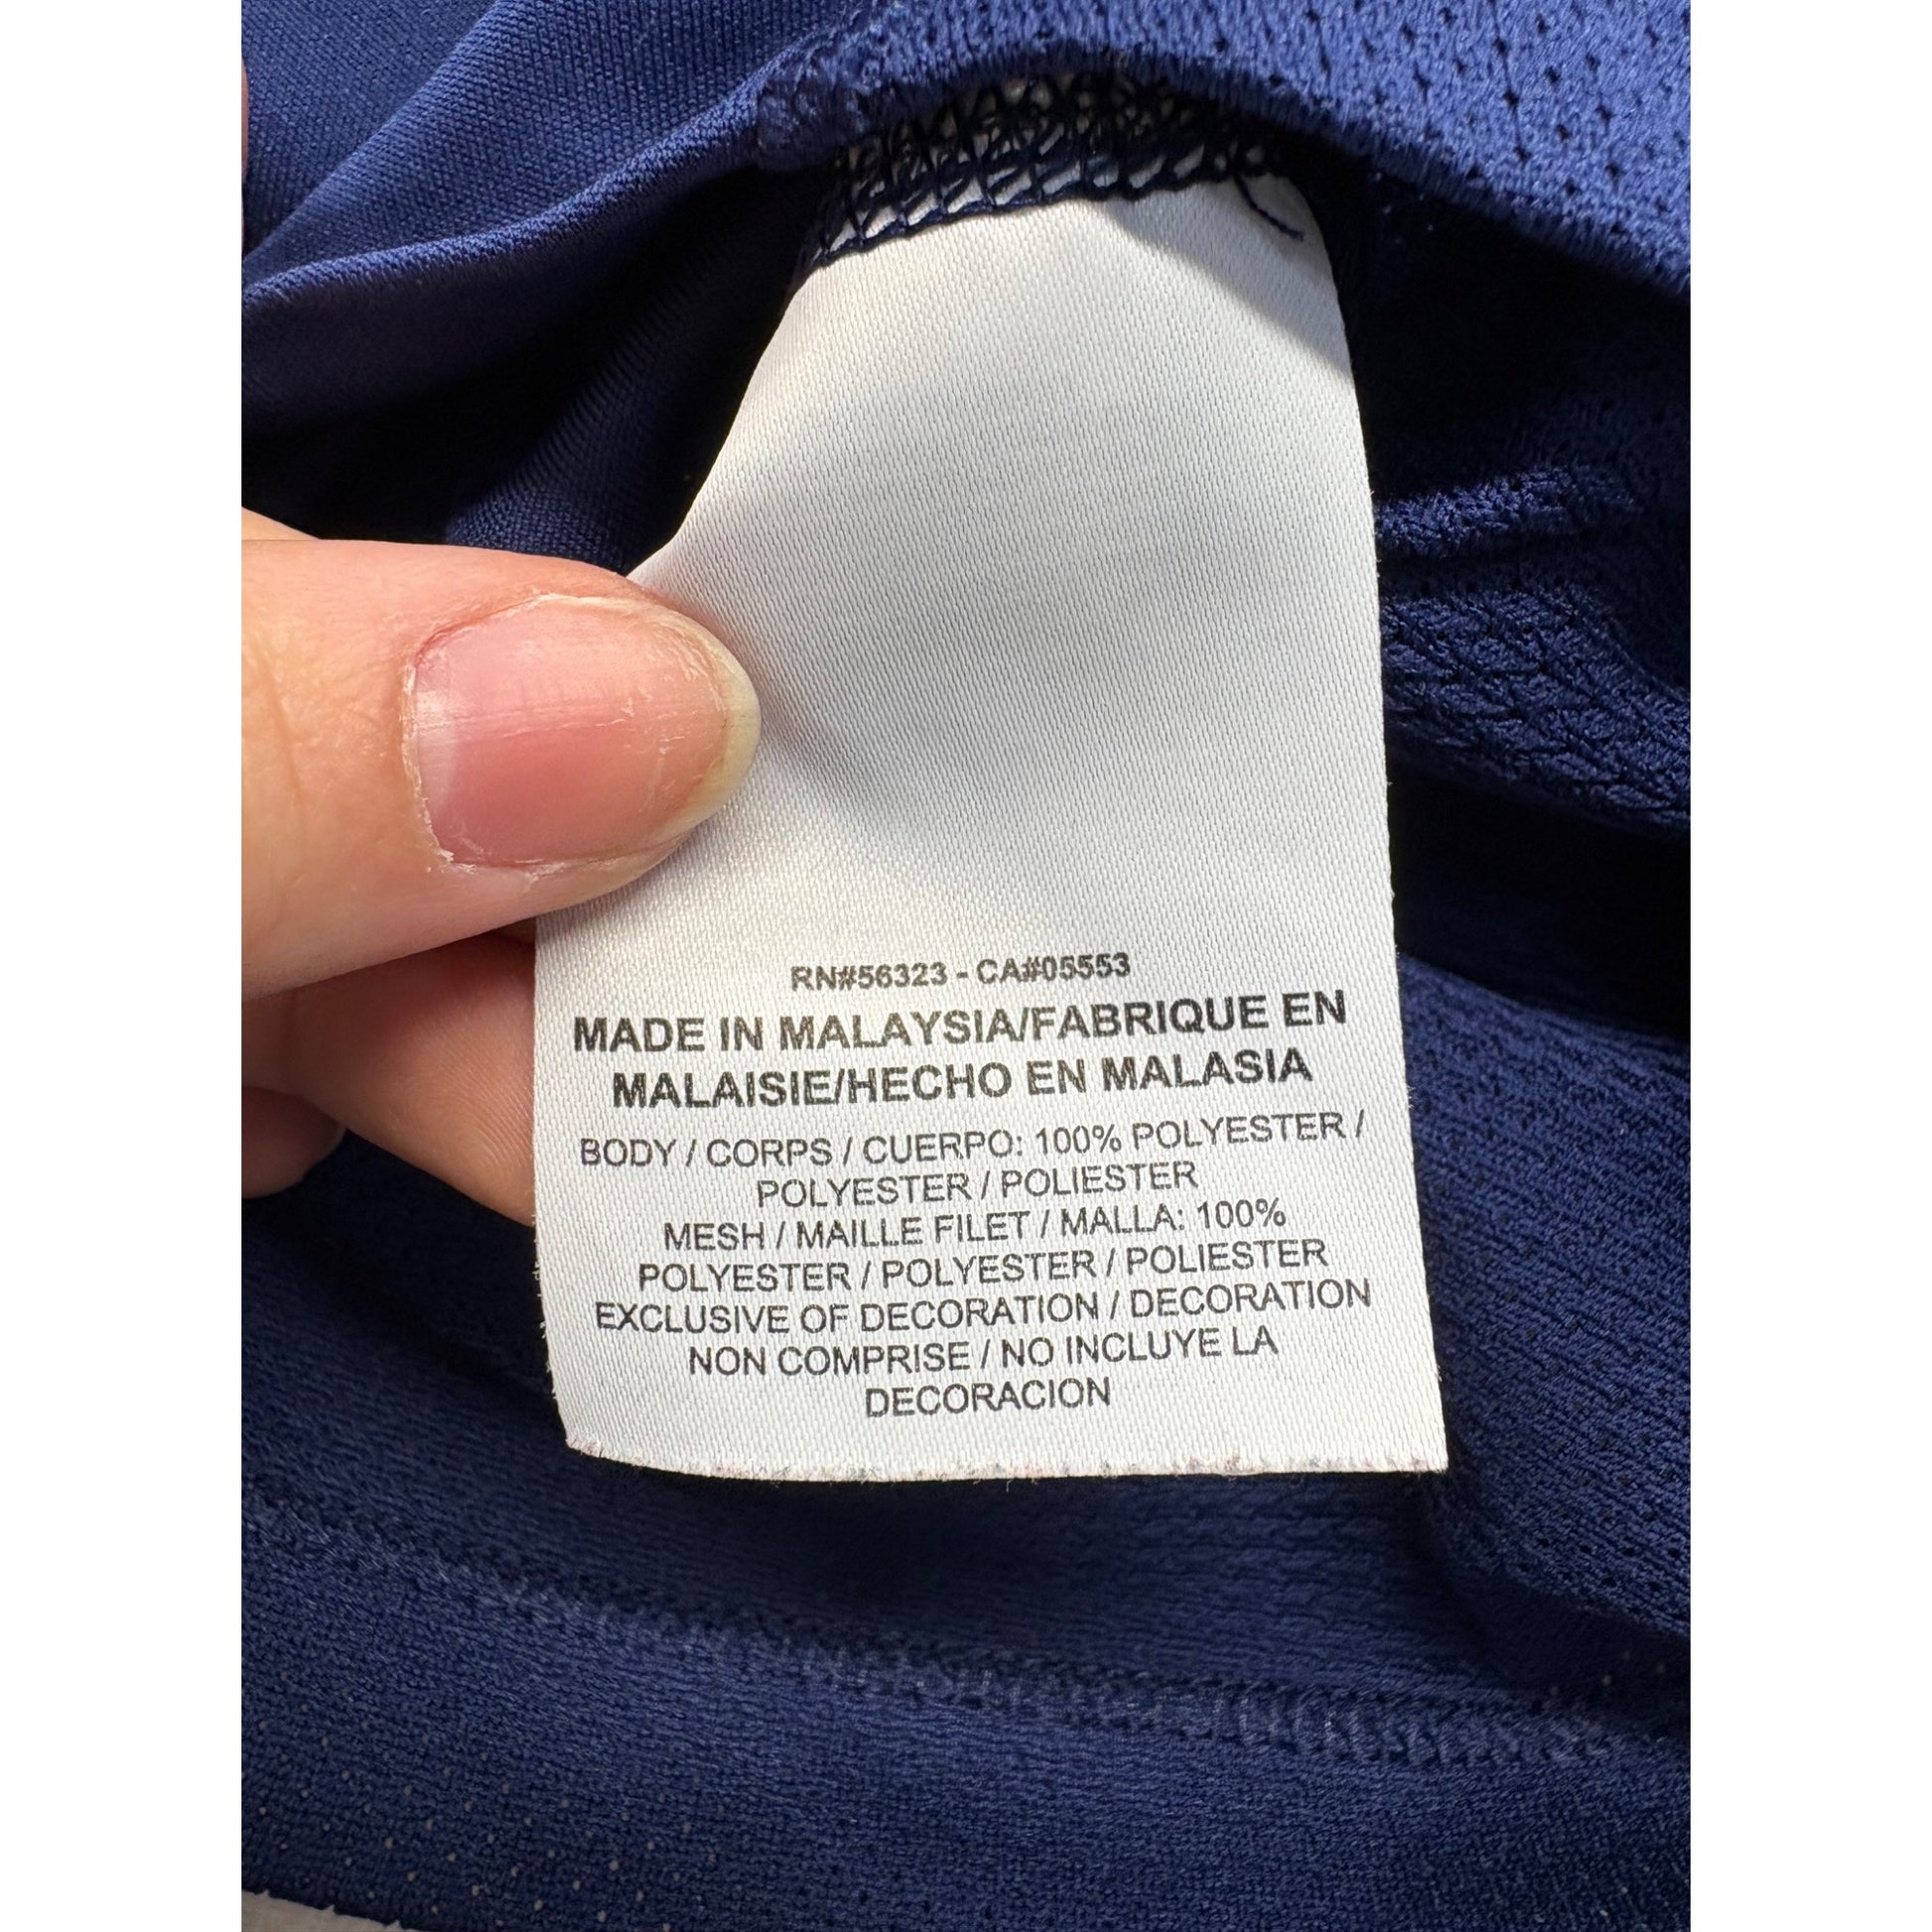 RN#56323 - CA#05553
MADE IN MALAYSIA/FABRIQUE EN
MALAISIE/HECHO EN MALASIA
BODY / CORPS / CUERPO: 100% POLYESTER /
POLYESTER / POLIESTER
MESH / MAILLE FILET / MALLA: 100%
POLYESTER / POLYESTER / POLIESTER
EXCLUSIVE OF DECORATION / DECORATION
NON COMPRISE / NO INCLUYE LA
DECORACION